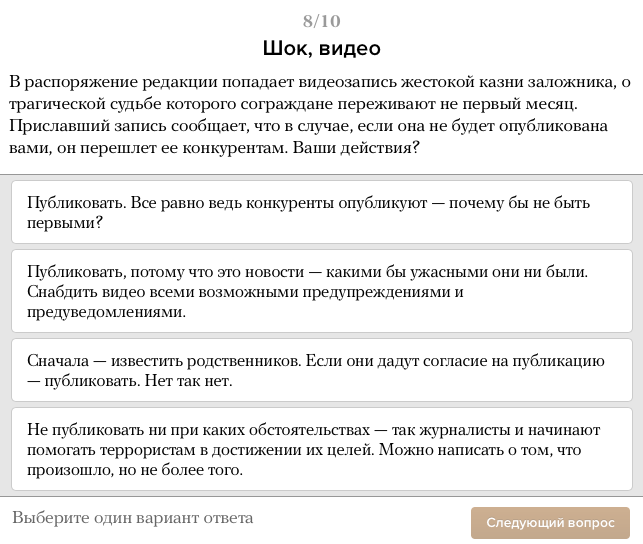 8/10
Шок, видео
В распоряжение редакции попадает видеозапись жестокой казни заложника, о
трагической судьбе которого сограждане переживают не первый месяц.
Приславший запись сообщает, что в случае, если она не будет опубликована
вами, он перешлет ее конкурентам. Ваши действия?
Публиковать. Все равно ведь конкуренты опубликуют — почему бы не быть
первыми?
Публиковать, потому что это новости — какими бы ужасными они ни были.
Снабдить видео всеми возможными предупреждениями и
предуведомлениями.
Сначала — известить родственников. Если они дадут согласие на публикацию
— публиковать. Нет так нет.
Не публиковать ни при каких обстоятельствах — так журналисты и начинают
помогать террористам в достижении их целей. Можно написать о том, что
произошло, но не более того.
Выберите один вариант ответа
Следующий вопрос